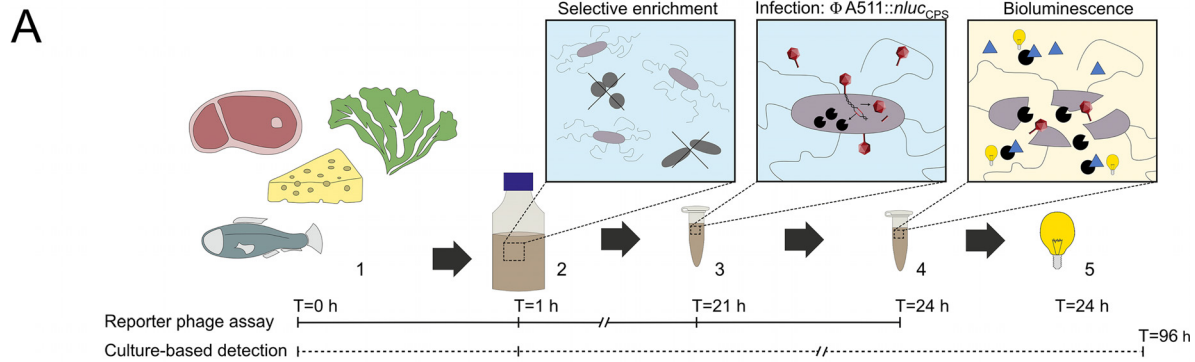 A
Selective enrichment
Infection: Φ A511::nlucCPS
Bioluminescence
1
2
3
4
5
T=0 h
T=1 h
T=21 h
T=24 h
T=24 h
Reporter phage assay
T=96 h
Culture-based detection